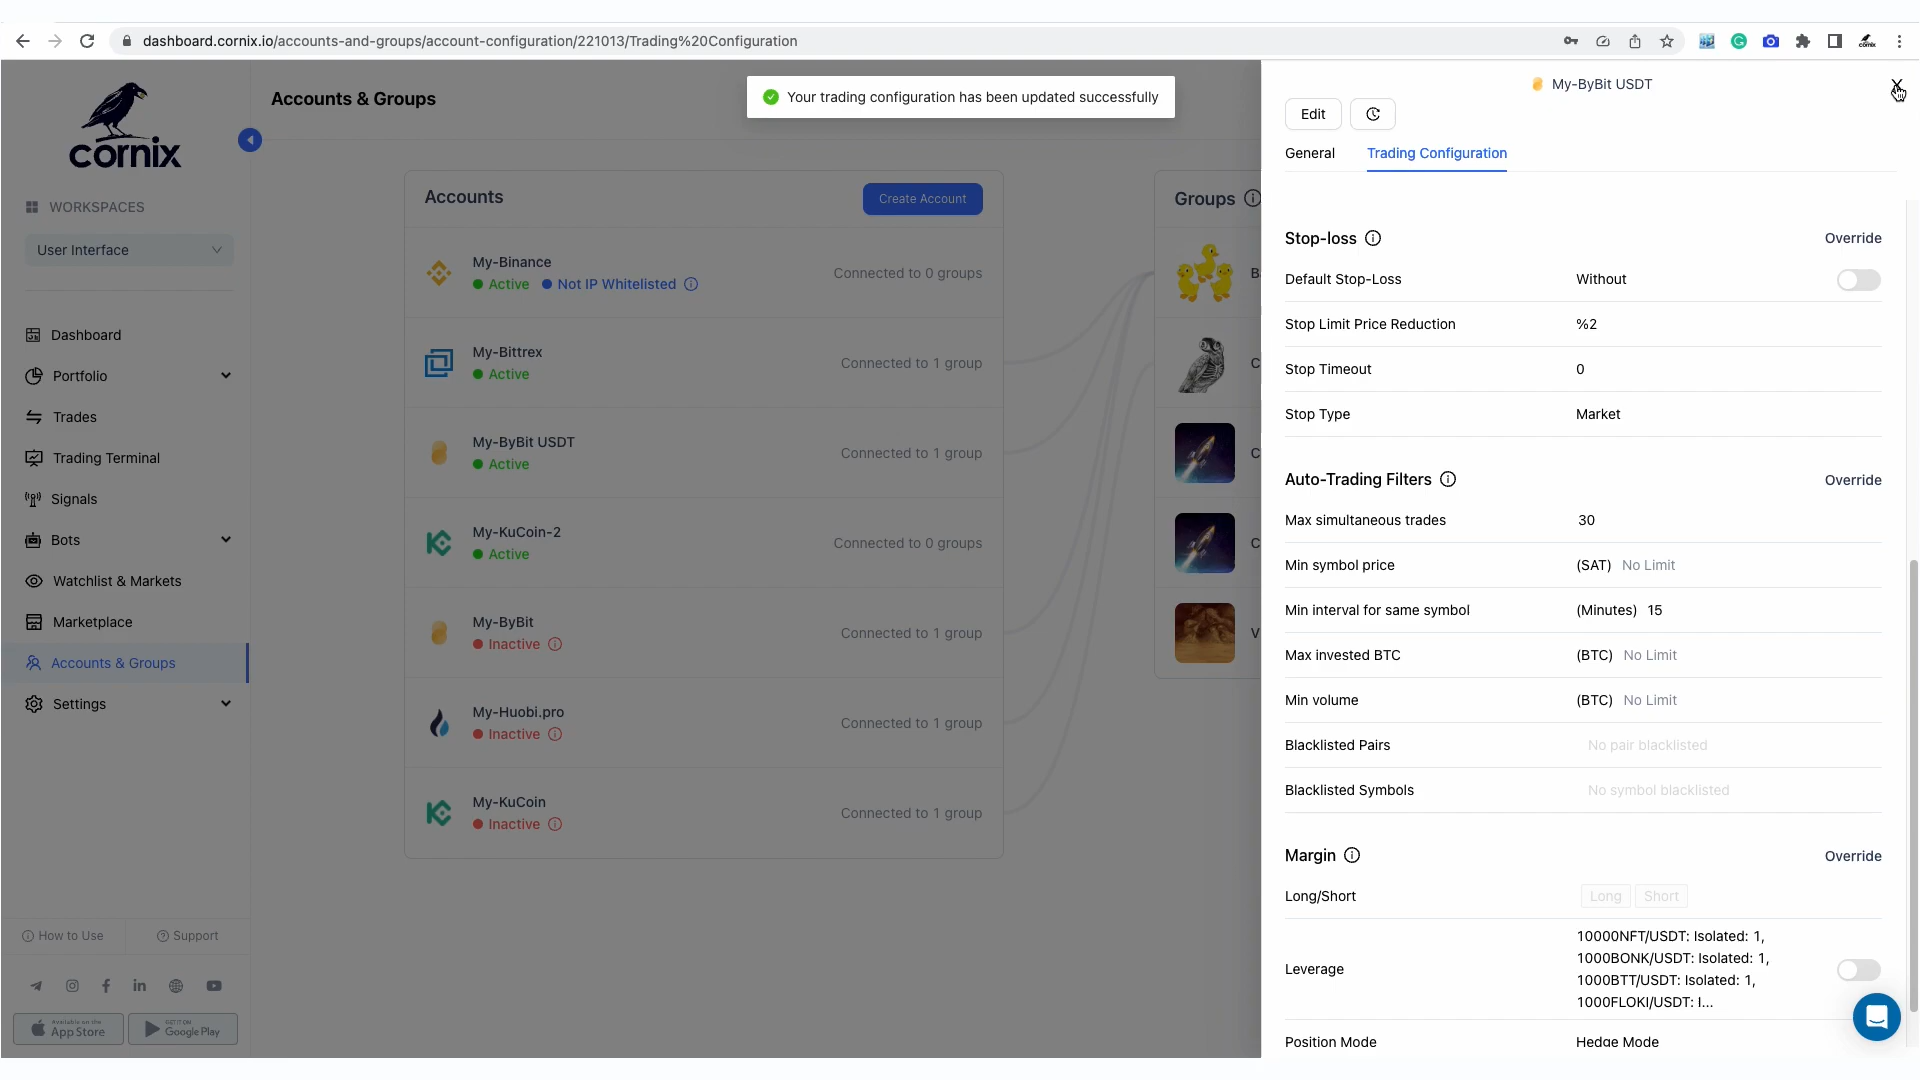 dashboard.cornix.io/accounts-and-groups/account-configuration/221013/Trading%20Configuration
cornix
cornix
WORKSPACES
User Interface
Dashboard
Portfolio
Trades
Trading Terminal
Signals
Bots
Watchlist & Markets
Marketplace
Accounts & Groups
Settings
How to Use
Support
Available on the
App Store
GET IT ON
Google Play
Accounts & Groups
Your trading configuration has been updated successfully
Accounts
Create Account
My-Binance
Active Not IP Whitelisted
Connected to 0 groups
My-Bittrex
Active
Connected to 1 group
My-ByBit USDT
Active
Connected to 1 group
My-KuCoin-2
Active
Connected to 0 groups
My-ByBit
Inactive
Connected to 1 group
My-Huobi.pro
Inactive
Connected to 1 group
My-KuCoin
Inactive
Connected to 1 group
Groups
B
C
C
C
V
My-ByBit USDT
Edit
General Trading Configuration
Stop-loss Override
Default Stop-Loss Without
Stop Limit Price Reduction %2
Stop Timeout 0
Stop Type Market
Auto-Trading Filters Override
Max simultaneous trades 30
Min symbol price (SAT) No Limit
Min interval for same symbol (Minutes) 15
Max invested BTC (BTC) No Limit
Min volume (BTC) No Limit
Blacklisted Pairs No pair blacklisted
Blacklisted Symbols No symbol blacklisted
Margin Override
Long/Short Long Short
Leverage
10000NFT/USDT: Isolated: 1,
1000BONK/USDT: Isolated: 1,
1000BTT/USDT: Isolated: 1,
1000FLOKI/USDT: I...
Position Mode Hedge Mode